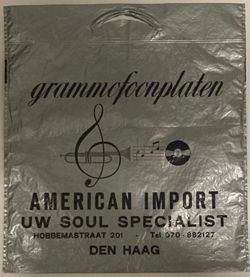 grammofoonplaten
AMERICAN IMPORT
UW SOUL SPECIALIST
HOBBEMASTRAAT 201 - Tel. 070-882127
DEN HAAG